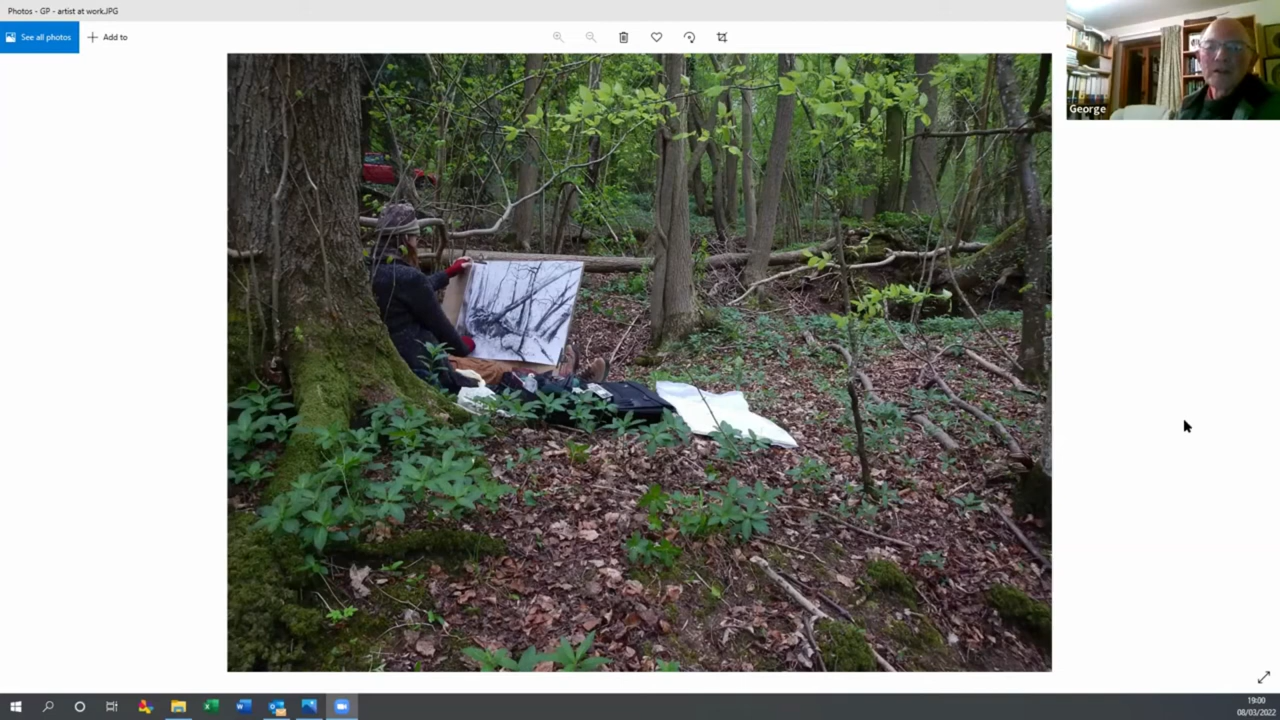 Photos - GP - artist at work.JPG
See all photos
Add to
George
19:00
08/03/2022